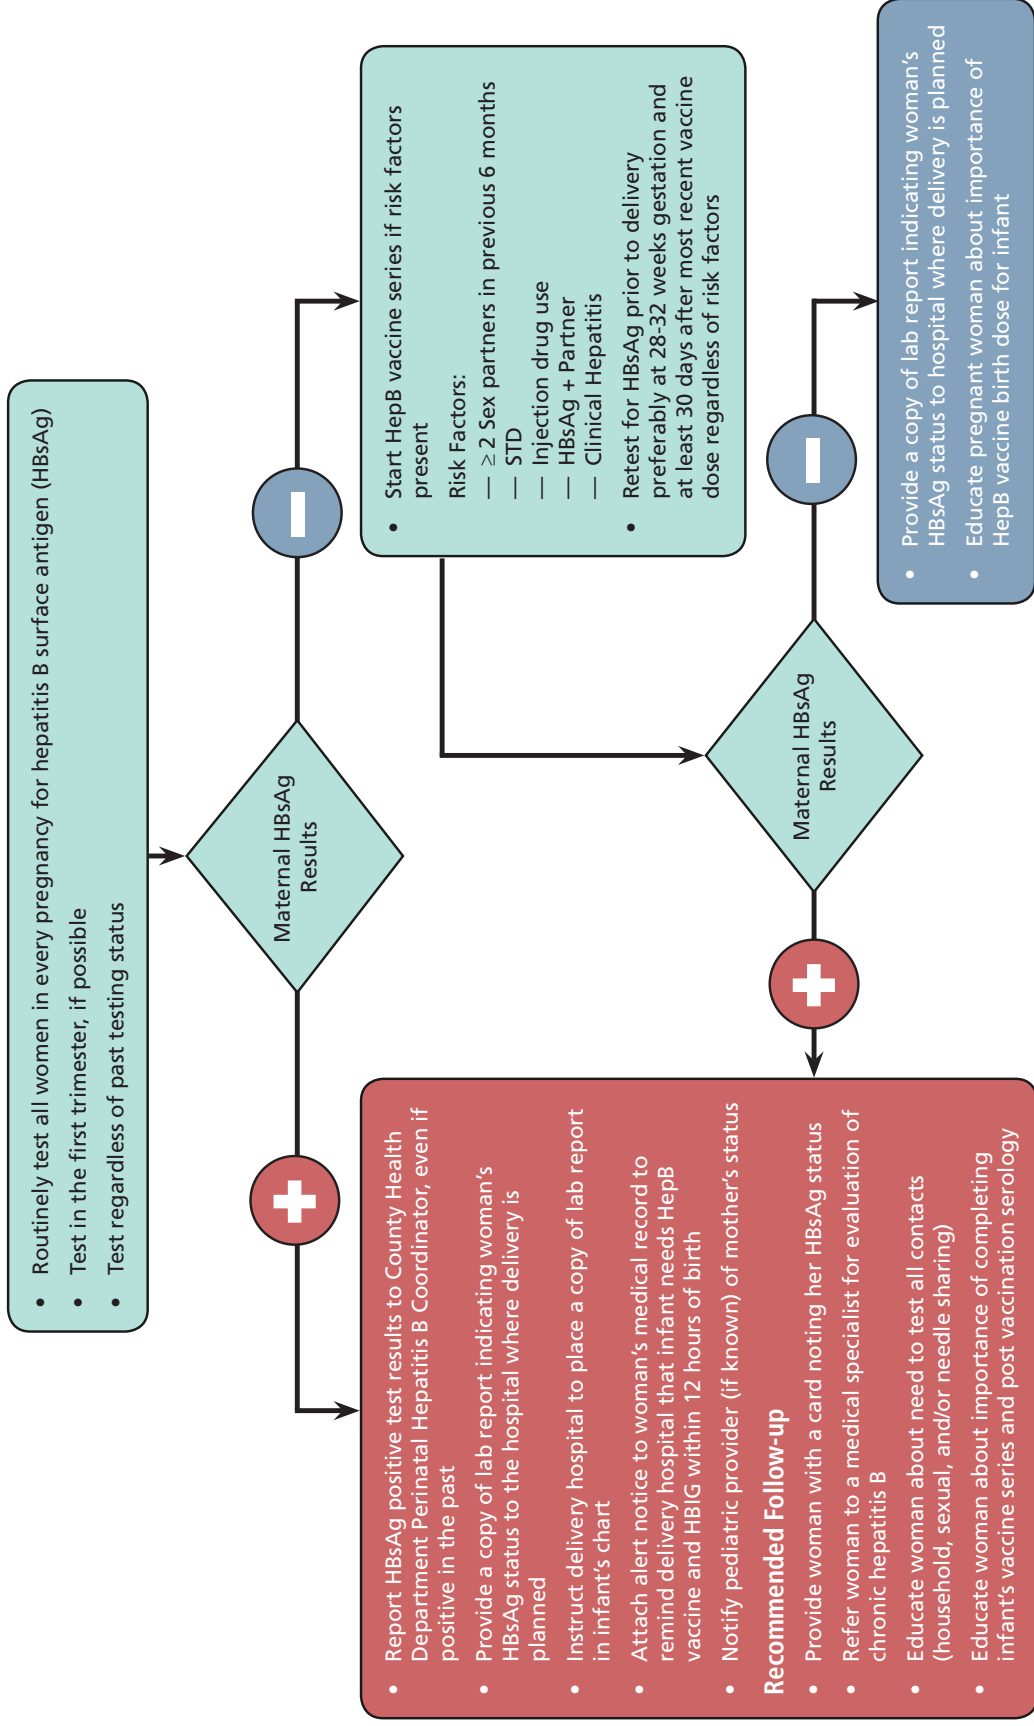 • Routinely test all women in every pregnancy for hepatitis B surface antigen (HBsAg)
• Test in the first trimester, if possible
• Test regardless of past testing status
Maternal HBsAg
Results
• Report HBsAg positive test results to County Health
Department Perinatal Hepatitis B Coordinator, even if
positive in the past
• Provide a copy of lab report indicating woman’s
HBsAg status to the hospital where delivery is
planned
• Instruct delivery hospital to place a copy of lab report
in infant’s chart
• Attach alert notice to woman’s medical record to
remind delivery hospital that infant needs HepB
vaccine and HBIG within 12 hours of birth
• Notify pediatric provider (if known) of mother’s status
Recommended Follow-up
• Provide woman with a card noting her HBsAg status
• Refer woman to a medical specialist for evaluation of
chronic hepatitis B
• Educate woman about need to test all contacts
(household, sexual, and/or needle sharing)
• Educate woman about importance of completing
infant’s vaccine series and post vaccination serology
• Start HepB vaccine series if risk factors
present
Risk Factors:
— ≥ 2 Sex partners in previous 6 months
— STD
— Injection drug use
— HBsAg + Partner
— Clinical Hepatitis
• Retest for HBsAg prior to delivery
preferably at 28-32 weeks gestation and
at least 30 days after most recent vaccine
dose regardless of risk factors
Maternal HBsAg
Results
• Provide a copy of lab report indicating woman’s
HBsAg status to hospital where delivery is planned
• Educate pregnant woman about importance of
HepB vaccine birth dose for infant